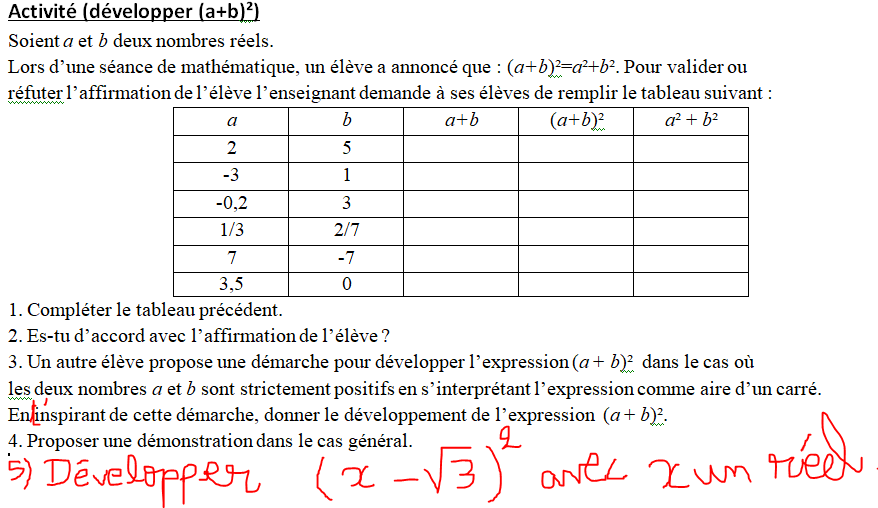 Activité (développer (a+b)²)
Soient a et b deux nombres réels.
Lors d’une séance de mathématique, un élève a annoncé que : (a+b)²=a²+b². Pour valider ou
réfuter l’affirmation de l’élève l’enseignant demande à ses élèves de remplir le tableau suivant :
a b a+b (a+b)² a² + b²
2 5
-3 1
-0,2 3
1/3 2/7
7 -7
3,5 0
1. Compléter le tableau précédent.
2. Es-tu d’accord avec l’affirmation de l’élève ?
3. Un autre élève propose une démarche pour développer l’expression (a + b)² dans le cas où
les deux nombres a et b sont strictement positifs en s’interprétant l’expression comme aire d’un carré.
En s'inspirant de cette démarche, donner le développement de l’expression (a + b)².
4. Proposer une démonstration dans le cas général.
5) Développer (x - √3)² avec x un réel.